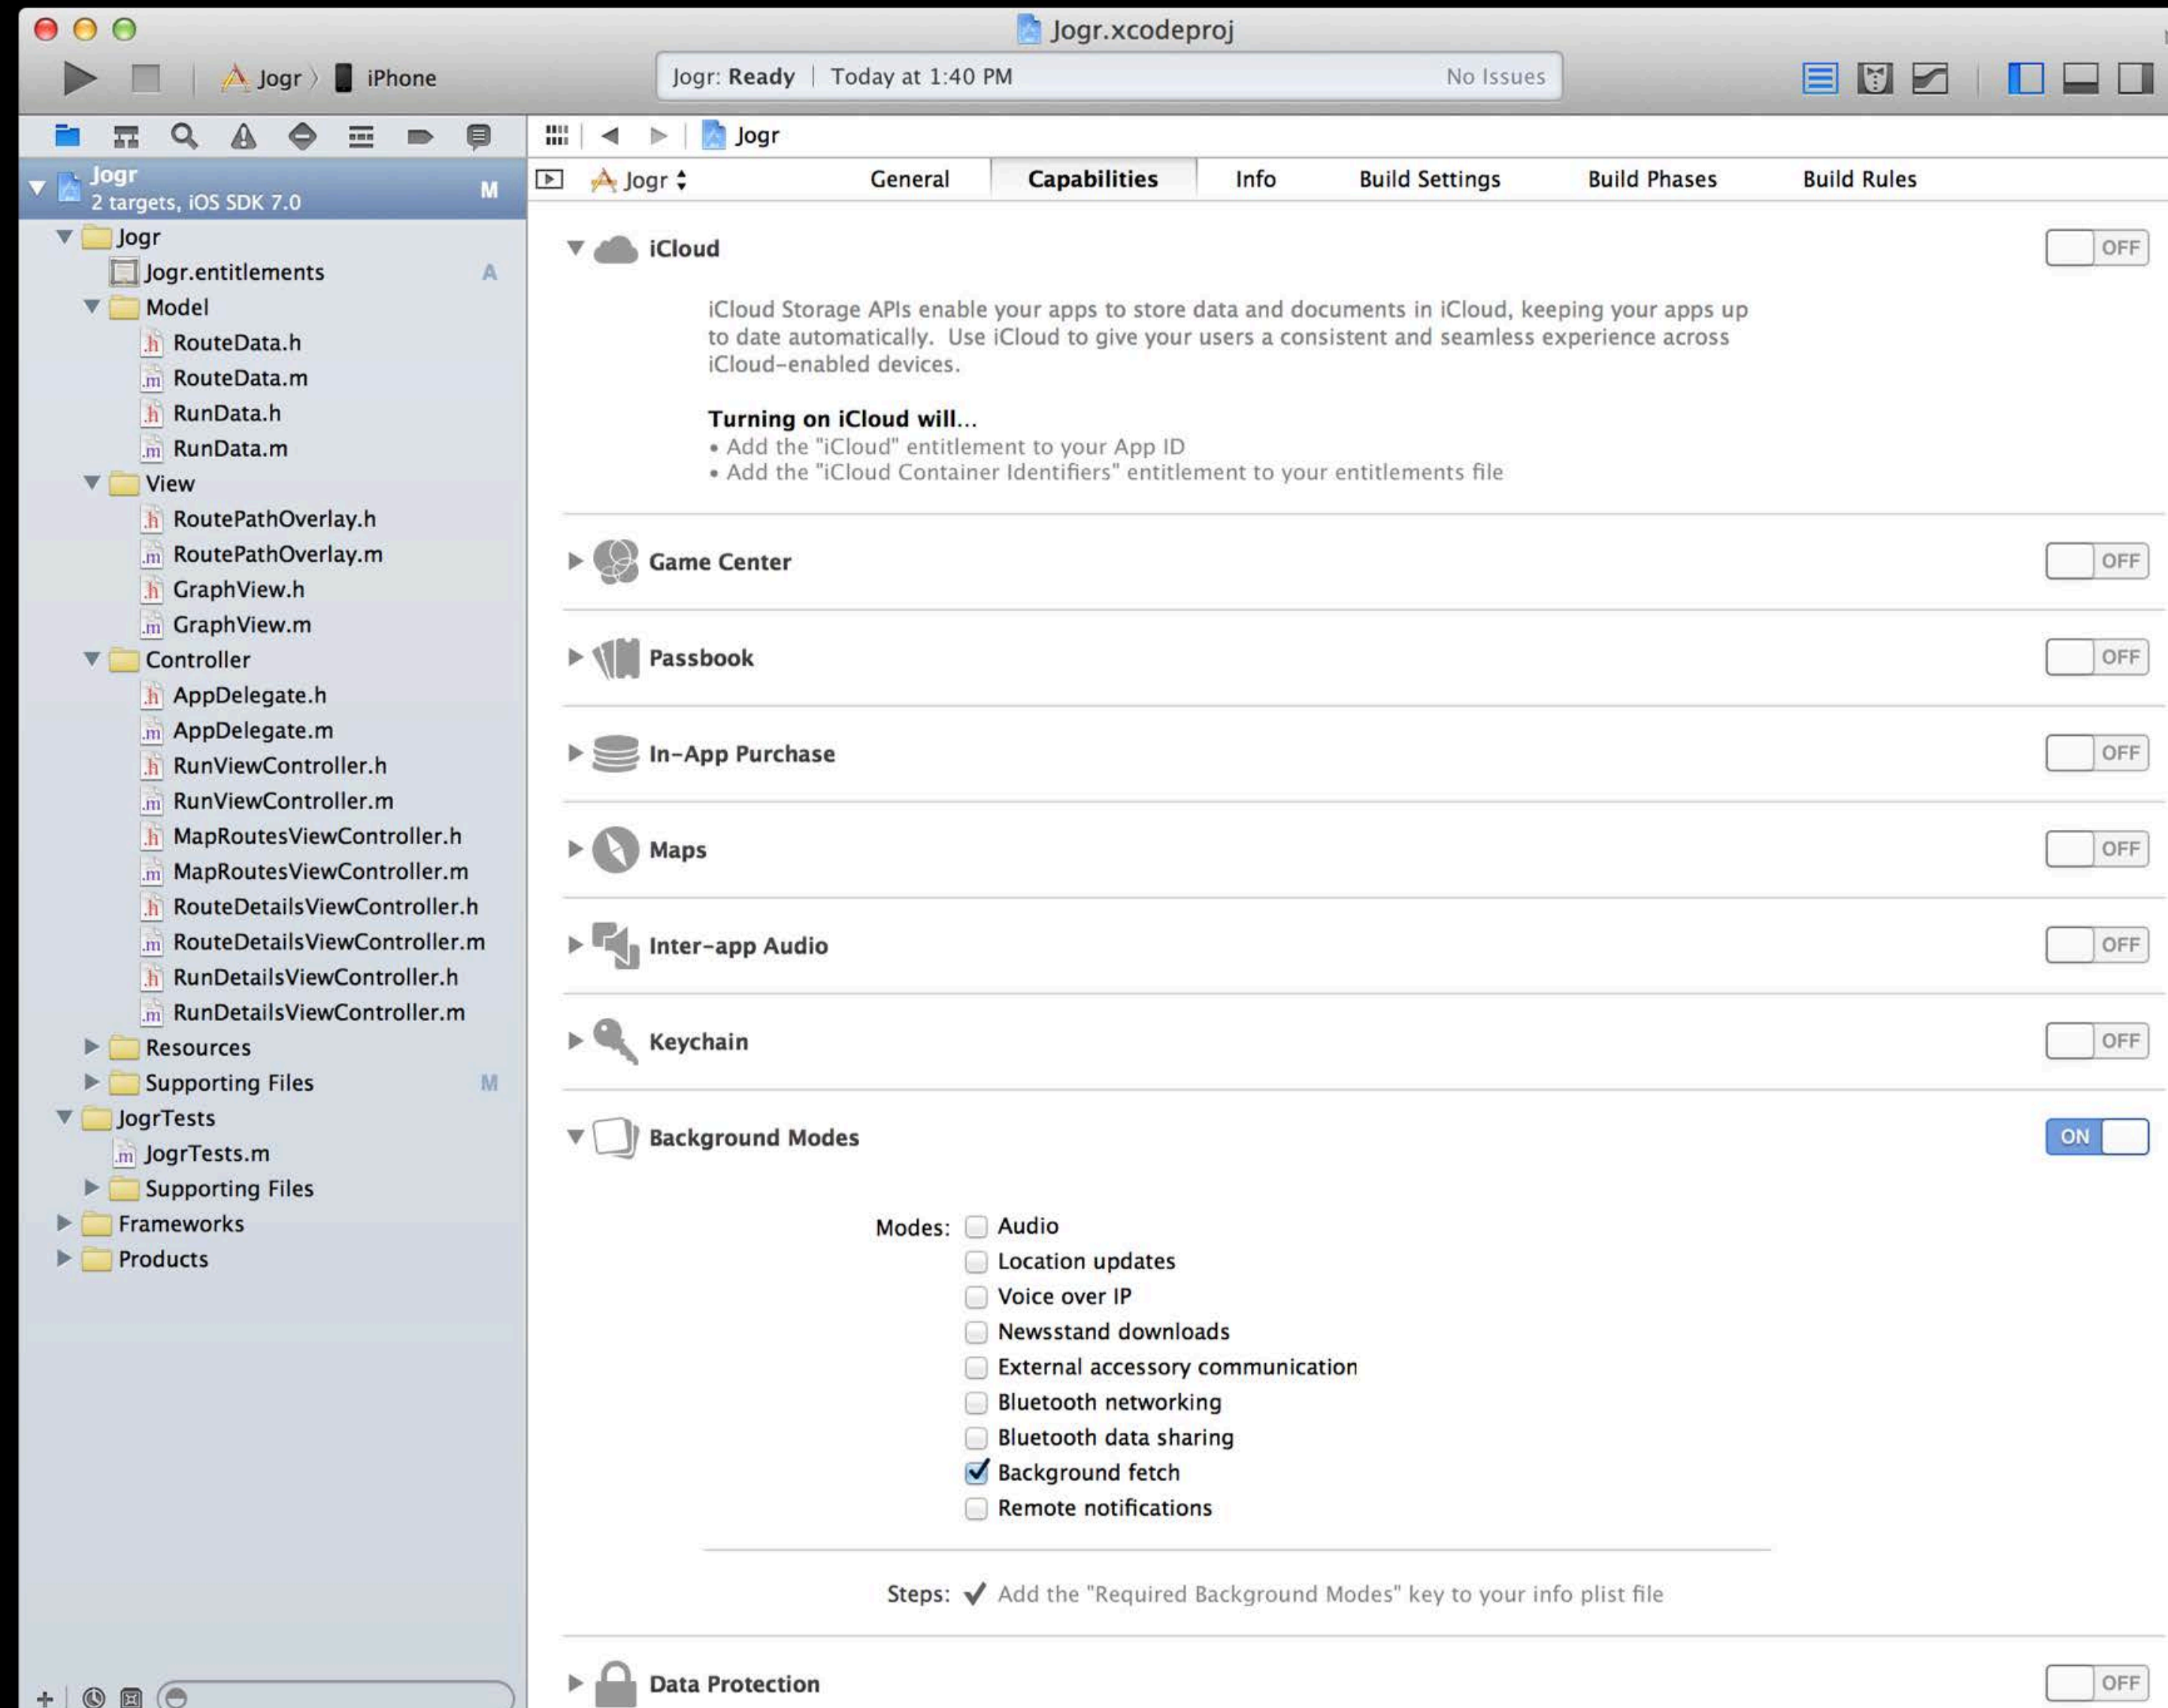 Jogr.xcodeproj
Jogr
iPhone
Jogr: Ready | Today at 1:40 PM
No Issues
Jogr
2 targets, iOS SDK 7.0
M
Jogr
Jogr.entitlements
A
Model
.h RouteData.h
.m RouteData.m
.h RunData.h
.m RunData.m
View
.h RoutePathOverlay.h
.m RoutePathOverlay.m
.h GraphView.h
.m GraphView.m
Controller
.h AppDelegate.h
.m AppDelegate.m
.h RunViewController.h
.m RunViewController.m
.h MapRoutesViewController.h
.m MapRoutesViewController.m
.h RouteDetailsViewController.h
.m RouteDetailsViewController.m
.h RunDetailsViewController.h
.m RunDetailsViewController.m
Resources
Supporting Files
M
JogrTests
.m JogrTests.m
Supporting Files
Frameworks
Products
Jogr
Jogr
General Capabilities Info Build Settings Build Phases Build Rules
iCloud OFF
iCloud Storage APIs enable your apps to store data and documents in iCloud, keeping your apps up
to date automatically. Use iCloud to give your users a consistent and seamless experience across
iCloud-enabled devices.
Turning on iCloud will...
• Add the "iCloud" entitlement to your App ID
• Add the "iCloud Container Identifiers" entitlement to your entitlements file
Game Center OFF
Passbook OFF
In-App Purchase OFF
Maps OFF
Inter-app Audio OFF
Keychain OFF
Background Modes ON
Modes: Audio
Location updates
Voice over IP
Newsstand downloads
External accessory communication
Bluetooth networking
Bluetooth data sharing
Background fetch
Remote notifications
Steps: ✓ Add the "Required Background Modes" key to your info plist file
Data Protection OFF